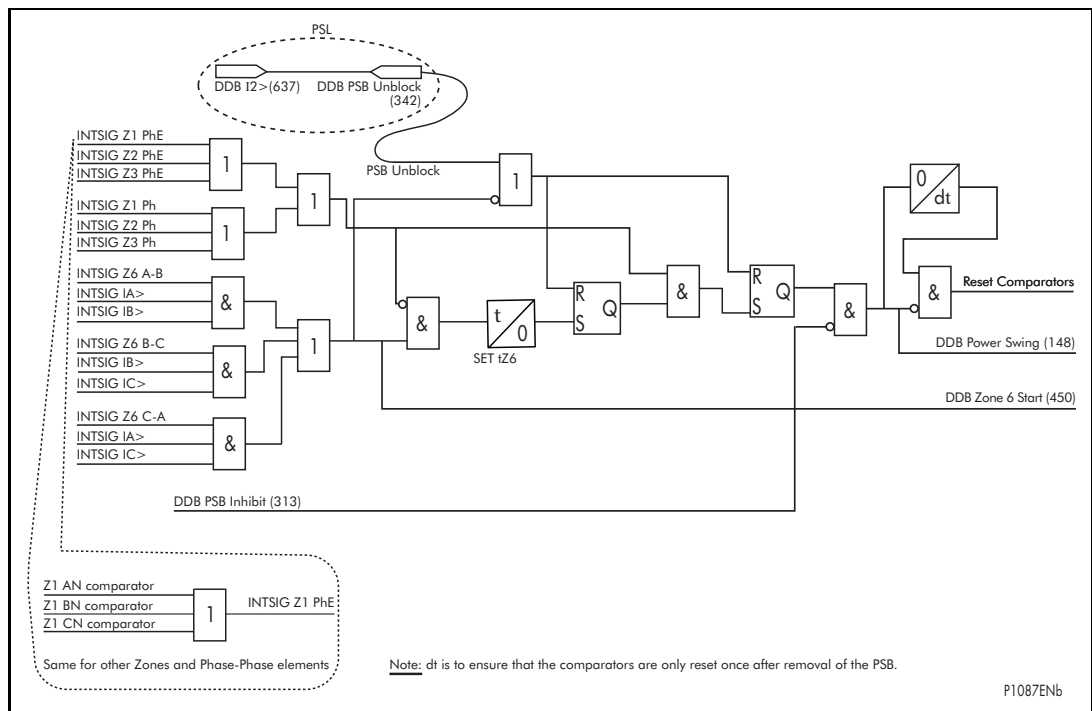 PSL
DDB I2>(637)
DDB PSB Unblock
(342)
INTSIG Z1 PhE
INTSIG Z2 PhE
INTSIG Z3 PhE
1
INTSIG Z1 Ph
INTSIG Z2 Ph
INTSIG Z3 Ph
1
1
PSB Unblock
1
INTSIG Z6 A-B
INTSIG IA>
INTSIG IB>
&
INTSIG Z6 B-C
INTSIG IB>
INTSIG IC>
&
INTSIG Z6 C-A
INTSIG IA>
INTSIG IC>
&
1
&
t
0
SET tZ6
R
S
Q
&
R
S
Q
&
0
dt
&
Reset Comparators
DDB Power Swing (148)
DDB Zone 6 Start (450)
DDB PSB Inhibit (313)
Z1 AN comparator
Z1 BN comparator
Z1 CN comparator
1
INTSIG Z1 PhE
Same for other Zones and Phase-Phase elements
Note: dt is to ensure that the comparators are only reset once after removal of the PSB.
P1087ENb